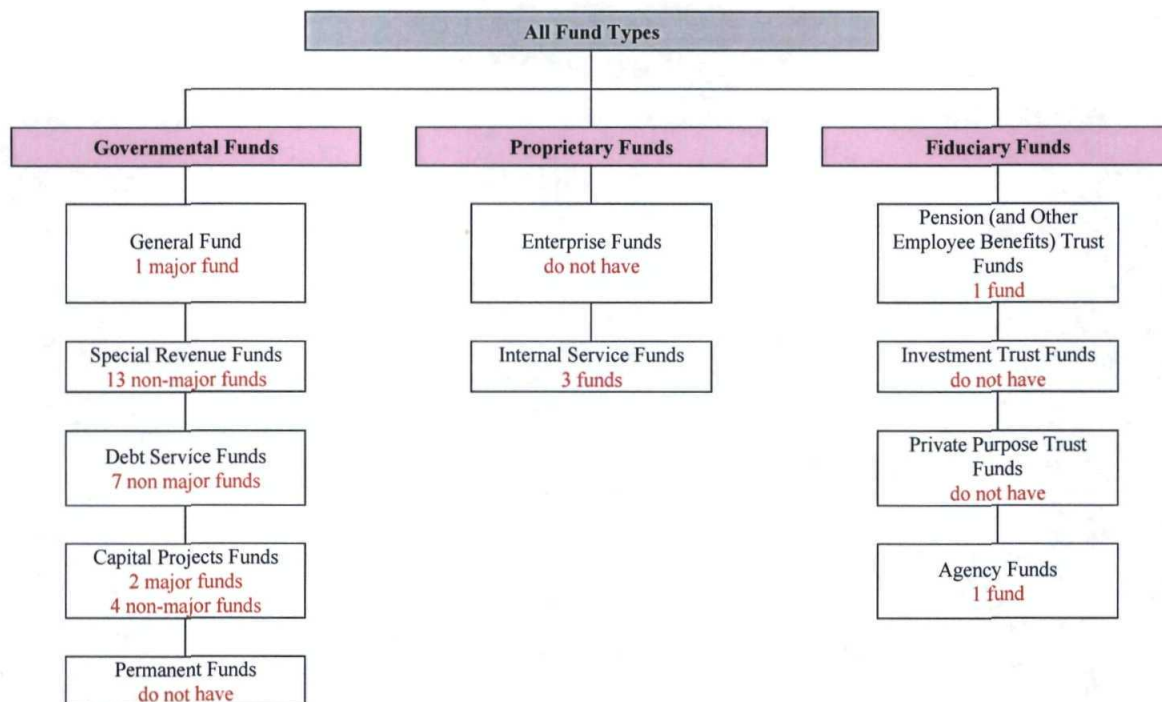 All Fund Types
Governmental Funds
Proprietary Funds
Fiduciary Funds
General Fund
1 major fund
Special Revenue Funds
13 non-major funds
Debt Service Funds
7 non major funds
Capital Projects Funds
2 major funds
4 non-major funds
Permanent Funds
do not have
Enterprise Funds
do not have
Internal Service Funds
3 funds
Pension (and Other
Employee Benefits) Trust
Funds
1 fund
Investment Trust Funds
do not have
Private Purpose Trust
Funds
do not have
Agency Funds
1 fund